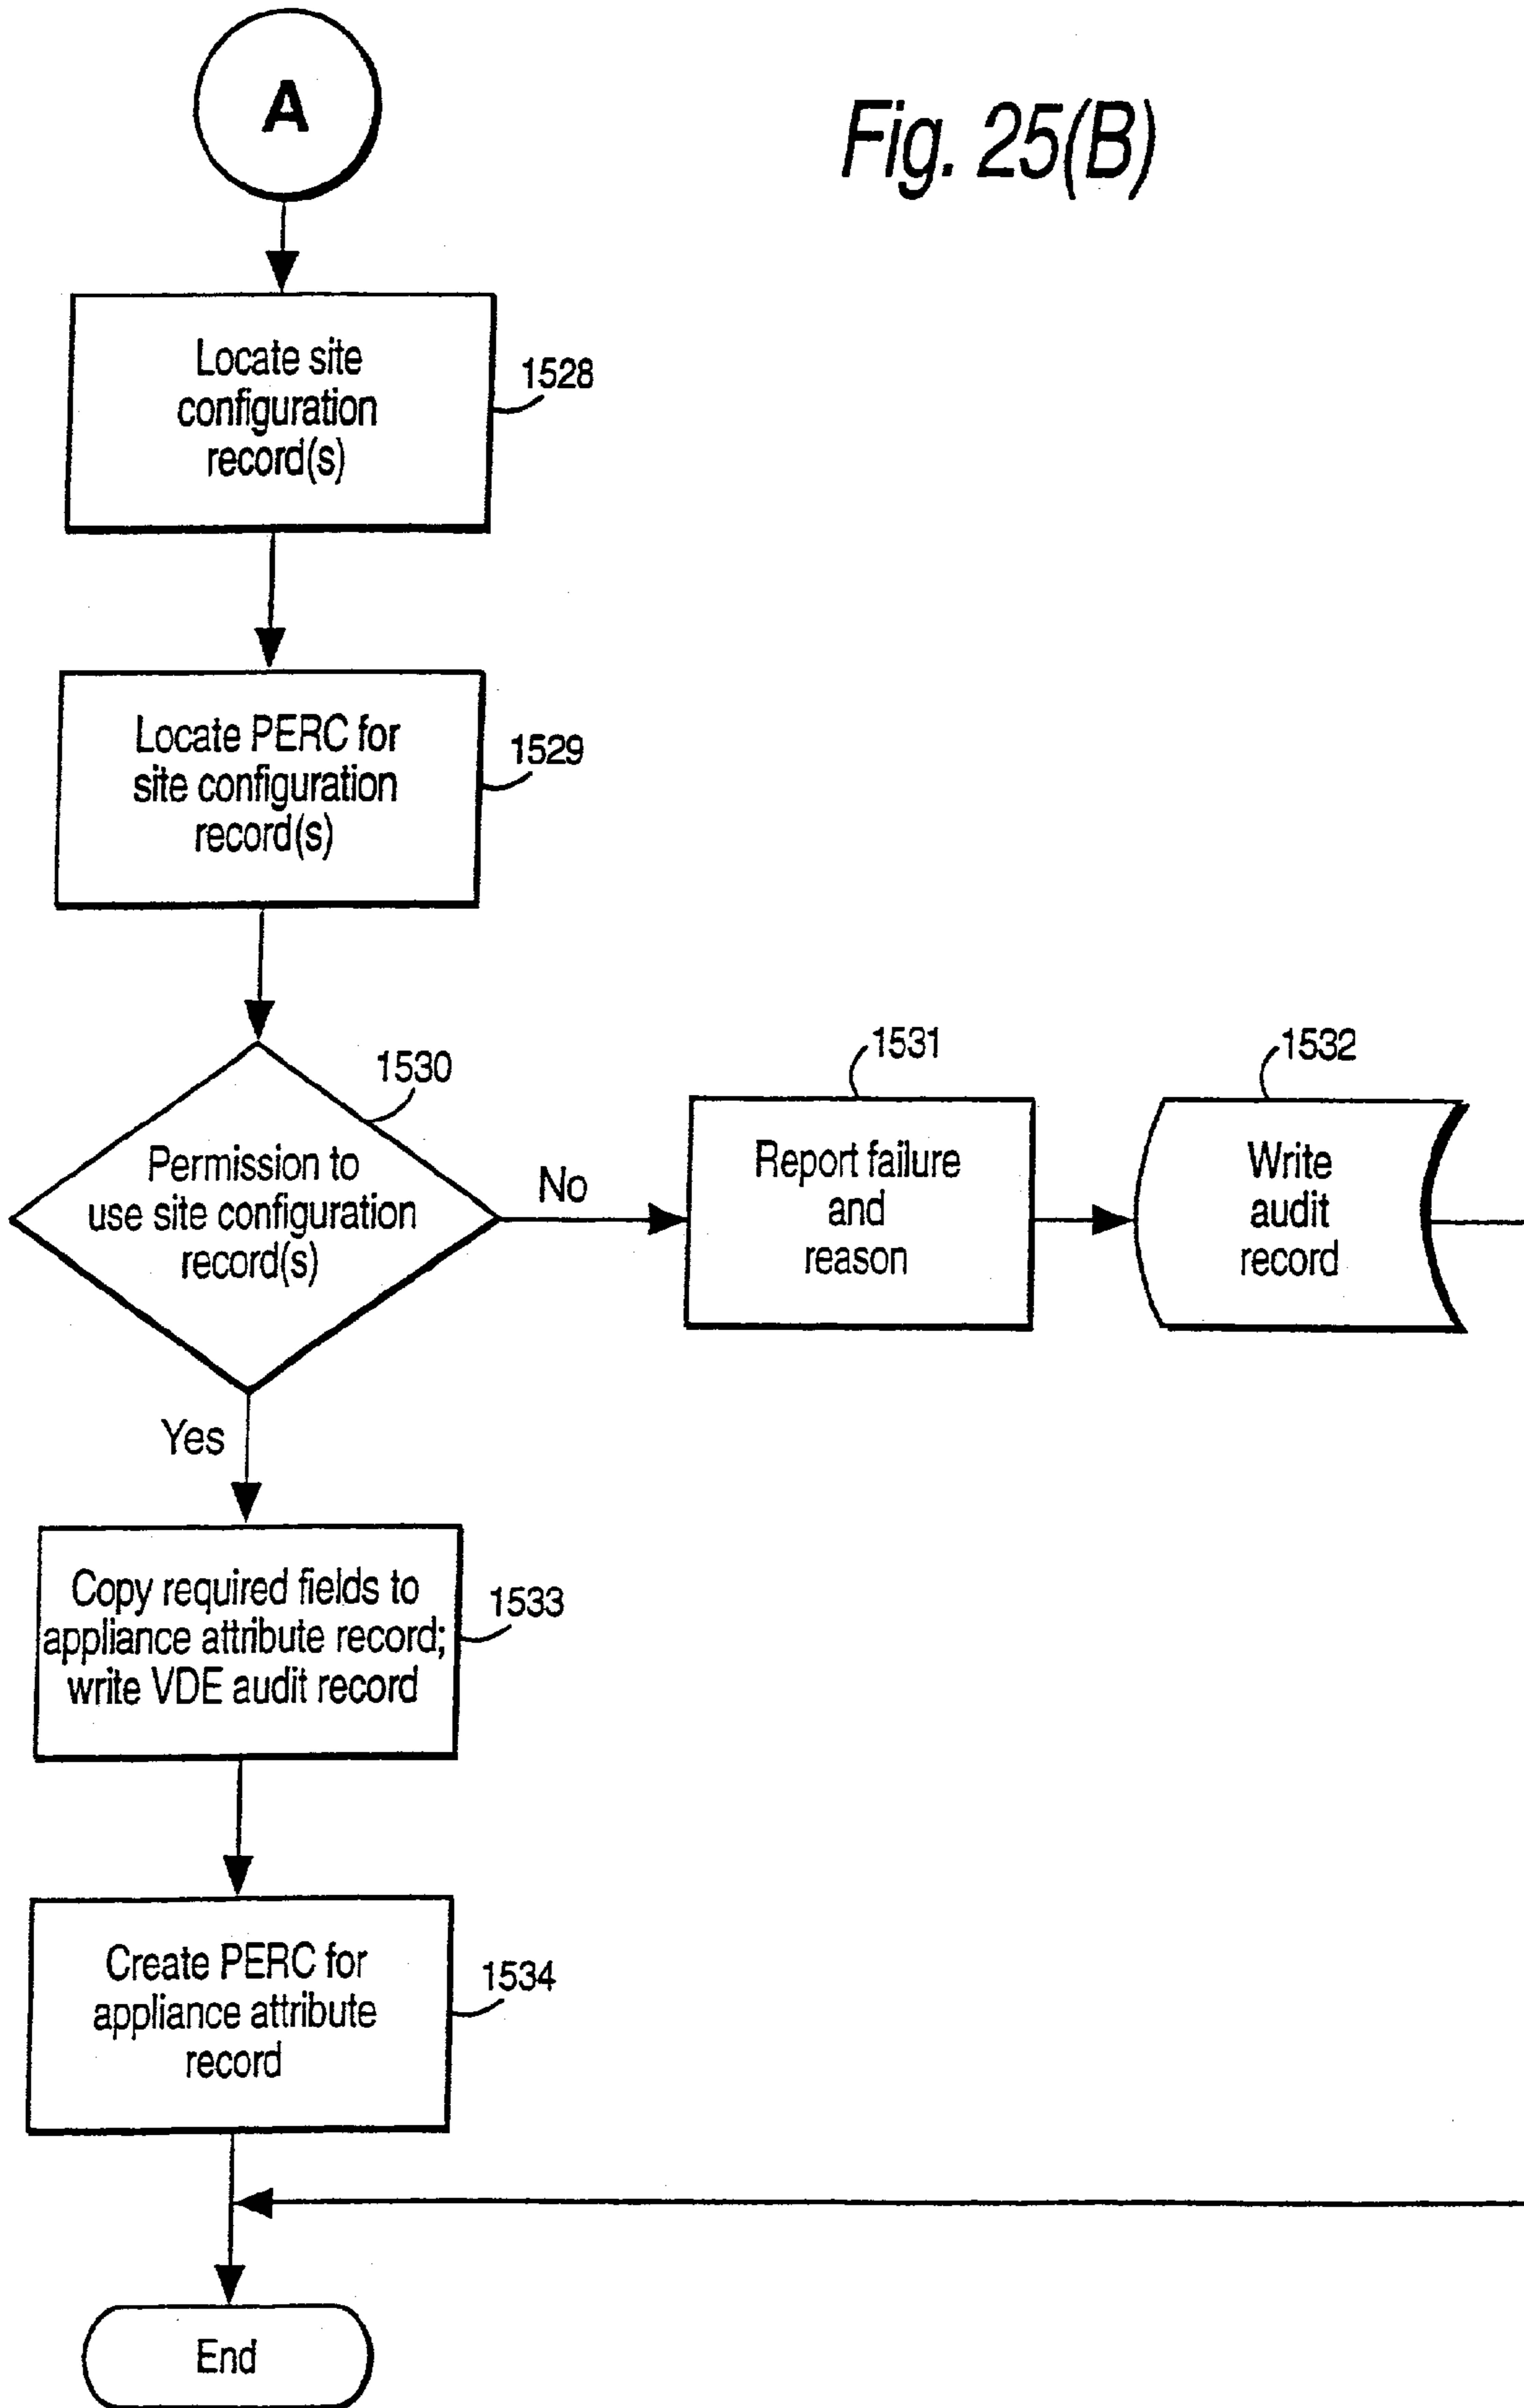 A
Fig. 25(B)
Locate site
configuration
record(s)
1528
Locate PERC for
site configuration
record(s)
1529
1530
Permission to
use site configuration
record(s)
No
1531
Report failure
and
reason
1532
Write
audit
record
Yes
Copy required fields to
appliance attribute record;
write VDE audit record
1533
Create PERC for
appliance attribute
record
1534
End